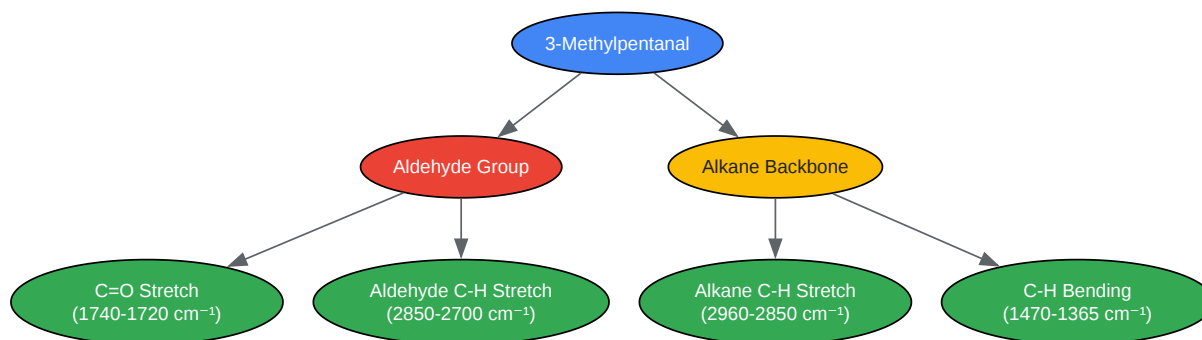 3-Methylpentanal
Aldehyde Group
Alkane Backbone
C=O Stretch
(1740-1720 cm⁻¹)
Aldehyde C-H Stretch
(2850-2700 cm⁻¹)
Alkane C-H Stretch
(2960-2850 cm⁻¹)
C-H Bending
(1470-1365 cm⁻¹)